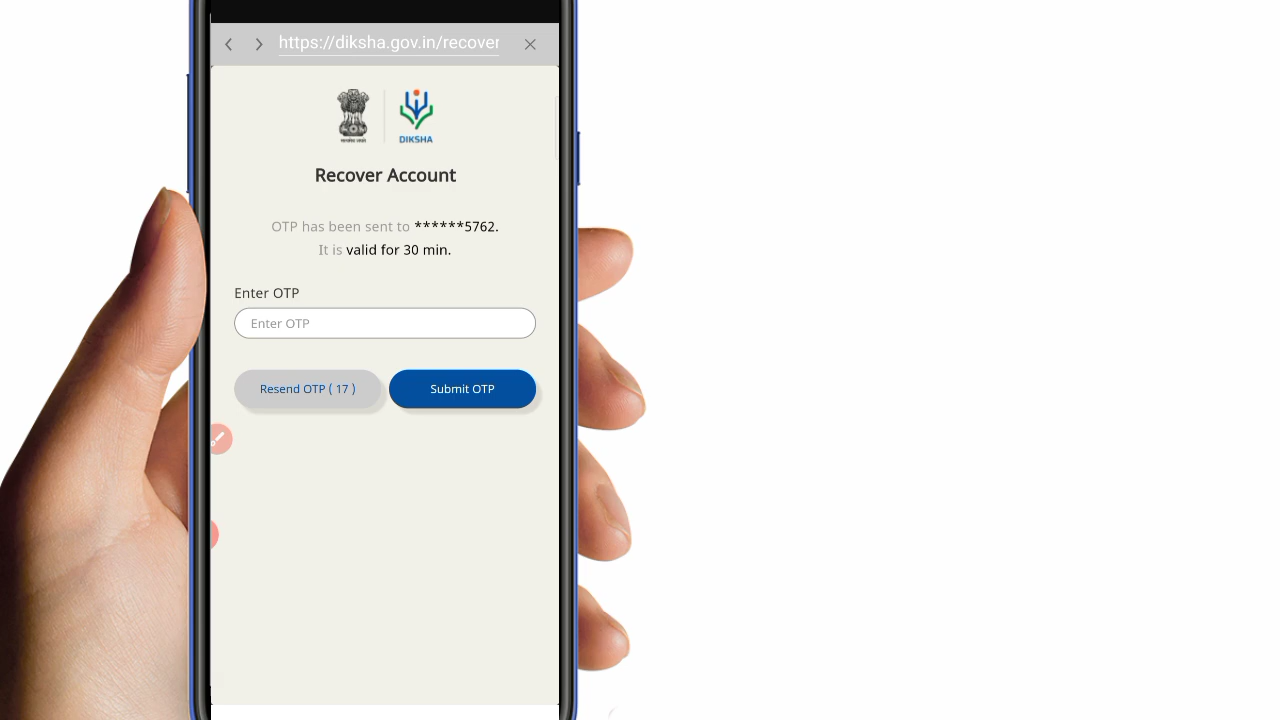 https://diksha.gov.in/recover
DIKSHA
Recover Account
OTP has been sent to ******5762.
It is valid for 30 min.
Enter OTP
Enter OTP
Resend OTP ( 17 )
Submit OTP